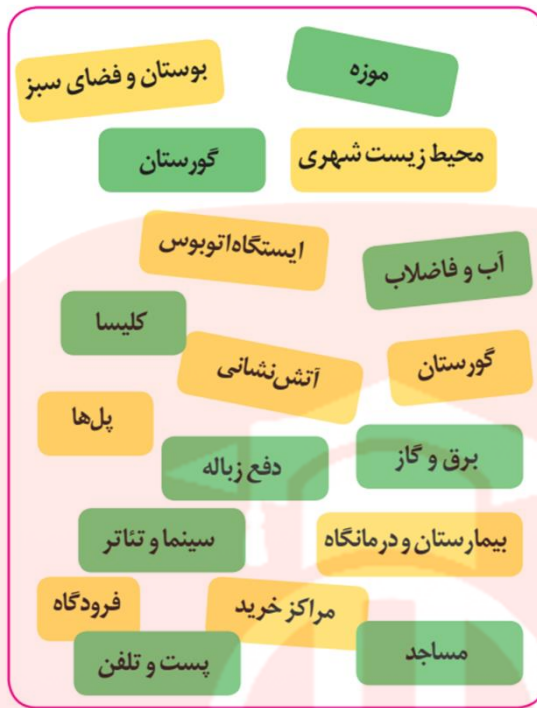 موزه
بوستان و فضای سبز
محیط زیست شهری
گورستان
ایستگاه اتوبوس
آب و فاضلاب
کلیسا
آتش‌نشانی
گورستان
پل‌ها
برق و گاز
دفع زباله
سینما و تئاتر
بیمارستان و درمانگاه
فرودگاه
مراکز خرید
مساجد
پست و تلفن